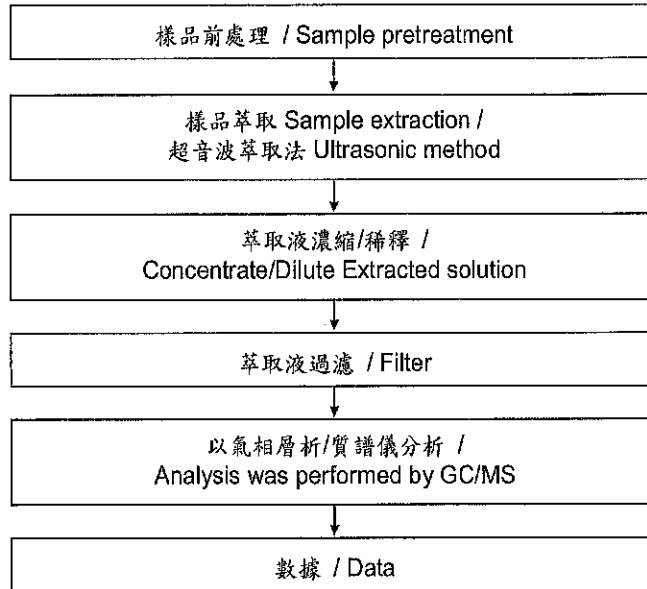 樣品前處理 / Sample pretreatment
樣品萃取 Sample extraction /
超音波萃取法 Ultrasonic method
萃取液濃縮/稀釋 /
Concentrate/Dilute Extracted solution
萃取液過濾 / Filter
以氣相層析/質譜儀分析 /
Analysis was performed by GC/MS
數據 / Data